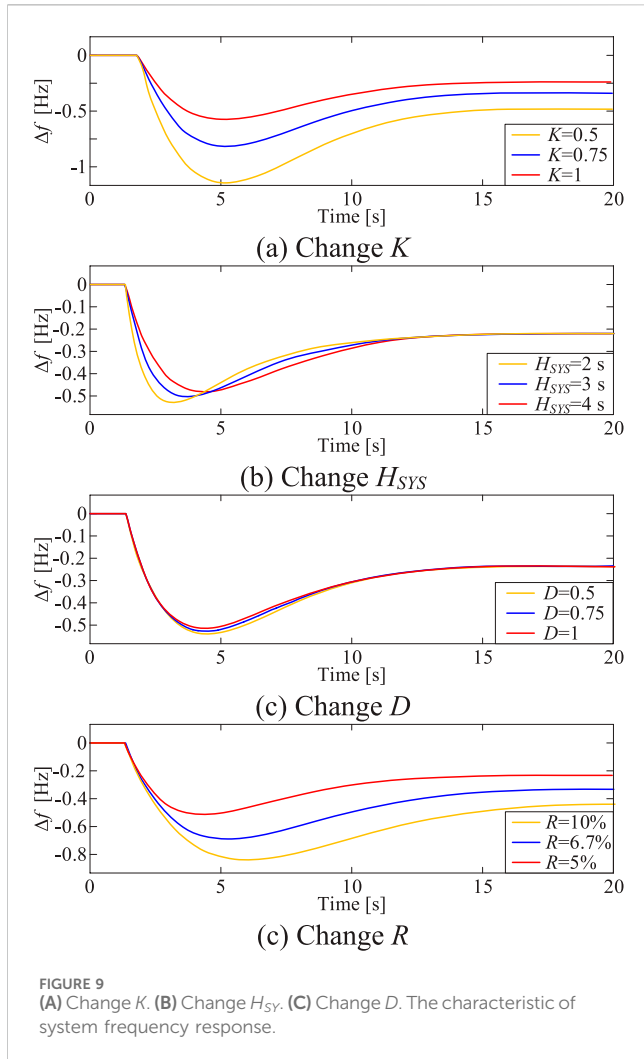 0
-0.5
-1
Δf [Hz]
K=0.5
K=0.75
K=1
0 5 10 15 20
Time [s]
(a) Change K
0
-0.1
-0.2
-0.3
-0.4
-0.5
Δf [Hz]
H_SYS=2 s
H_SYS=3 s
H_SYS=4 s
0 5 10 15 20
Time [s]
(b) Change H_SYS
0
-0.1
-0.2
-0.3
-0.4
-0.5
Δf [Hz]
D=0.5
D=0.75
D=1
0 5 10 15 20
Time [s]
(c) Change D
0
-0.2
-0.4
-0.6
-0.8
Δf [Hz]
R=10%
R=6.7%
R=5%
0 5 10 15 20
Time [s]
(c) Change R
FIGURE 9
(A) Change K. (B) Change H_SY. (C) Change D. The characteristic of
system frequency response.